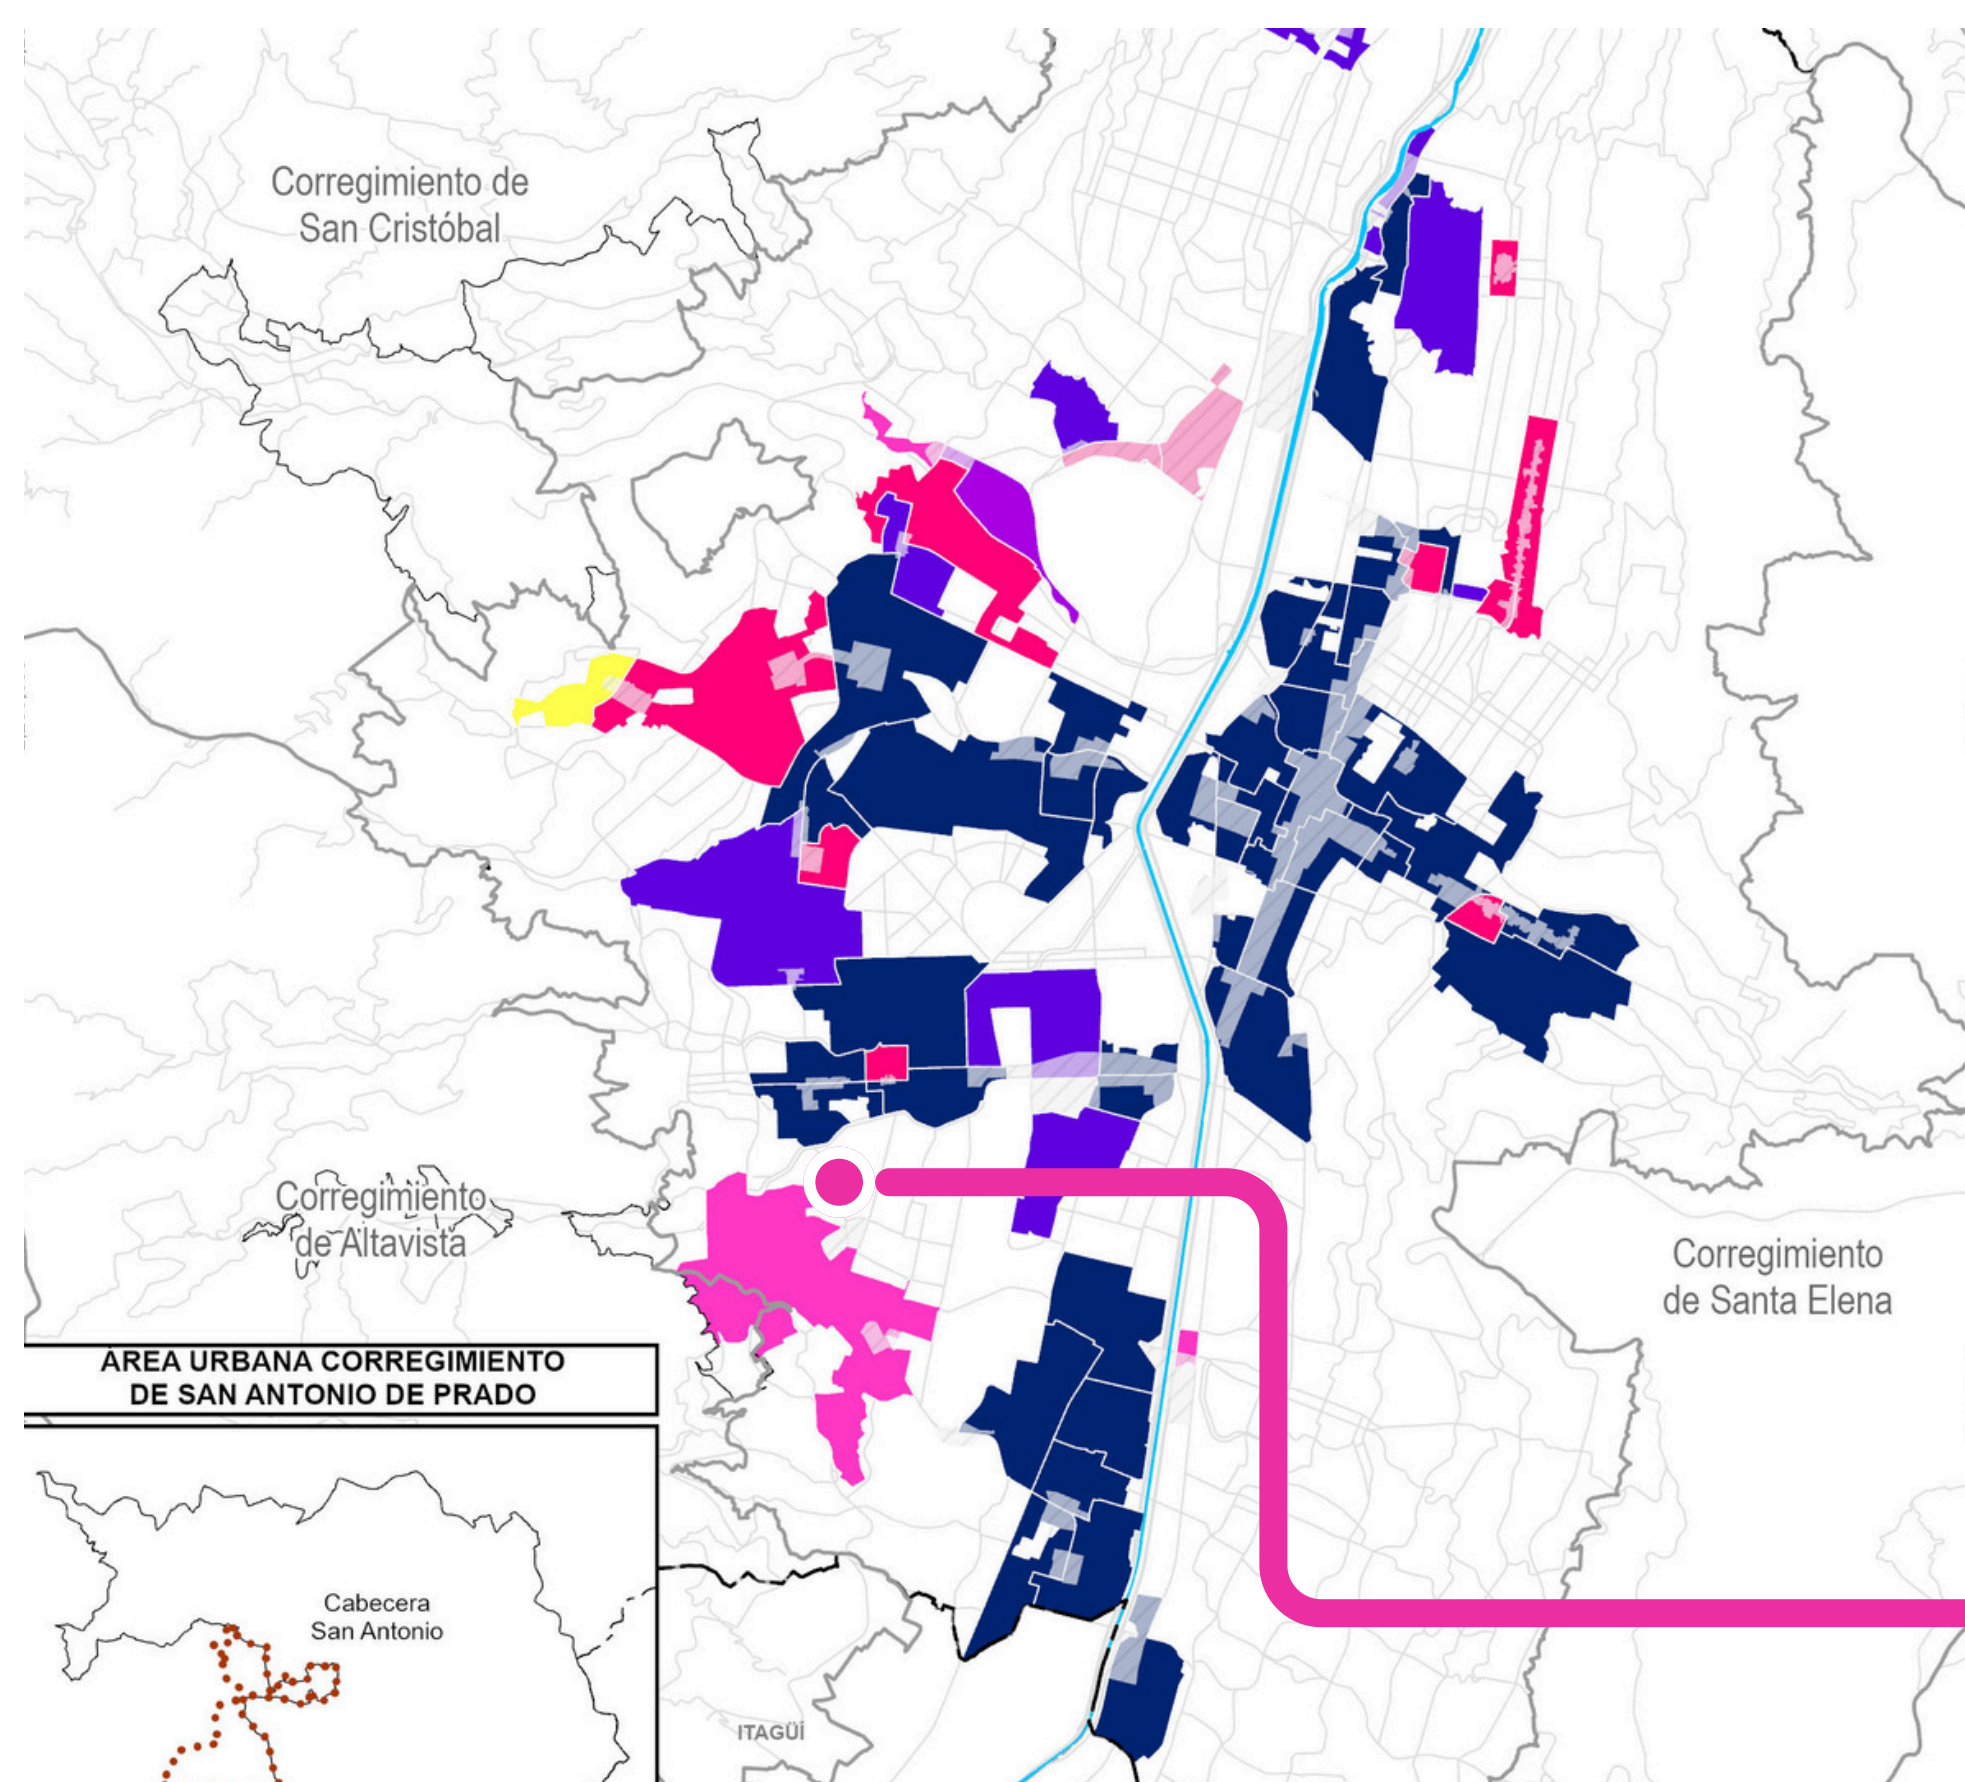 Corregimiento de
San Cristóbal
Corregimiento
de Altavista
Corregimiento
de Santa Elena
ÁREA URBANA CORREGIMIENTO
DE SAN ANTONIO DE PRADO
Cabecera
San Antonio
ITAGÜÍ